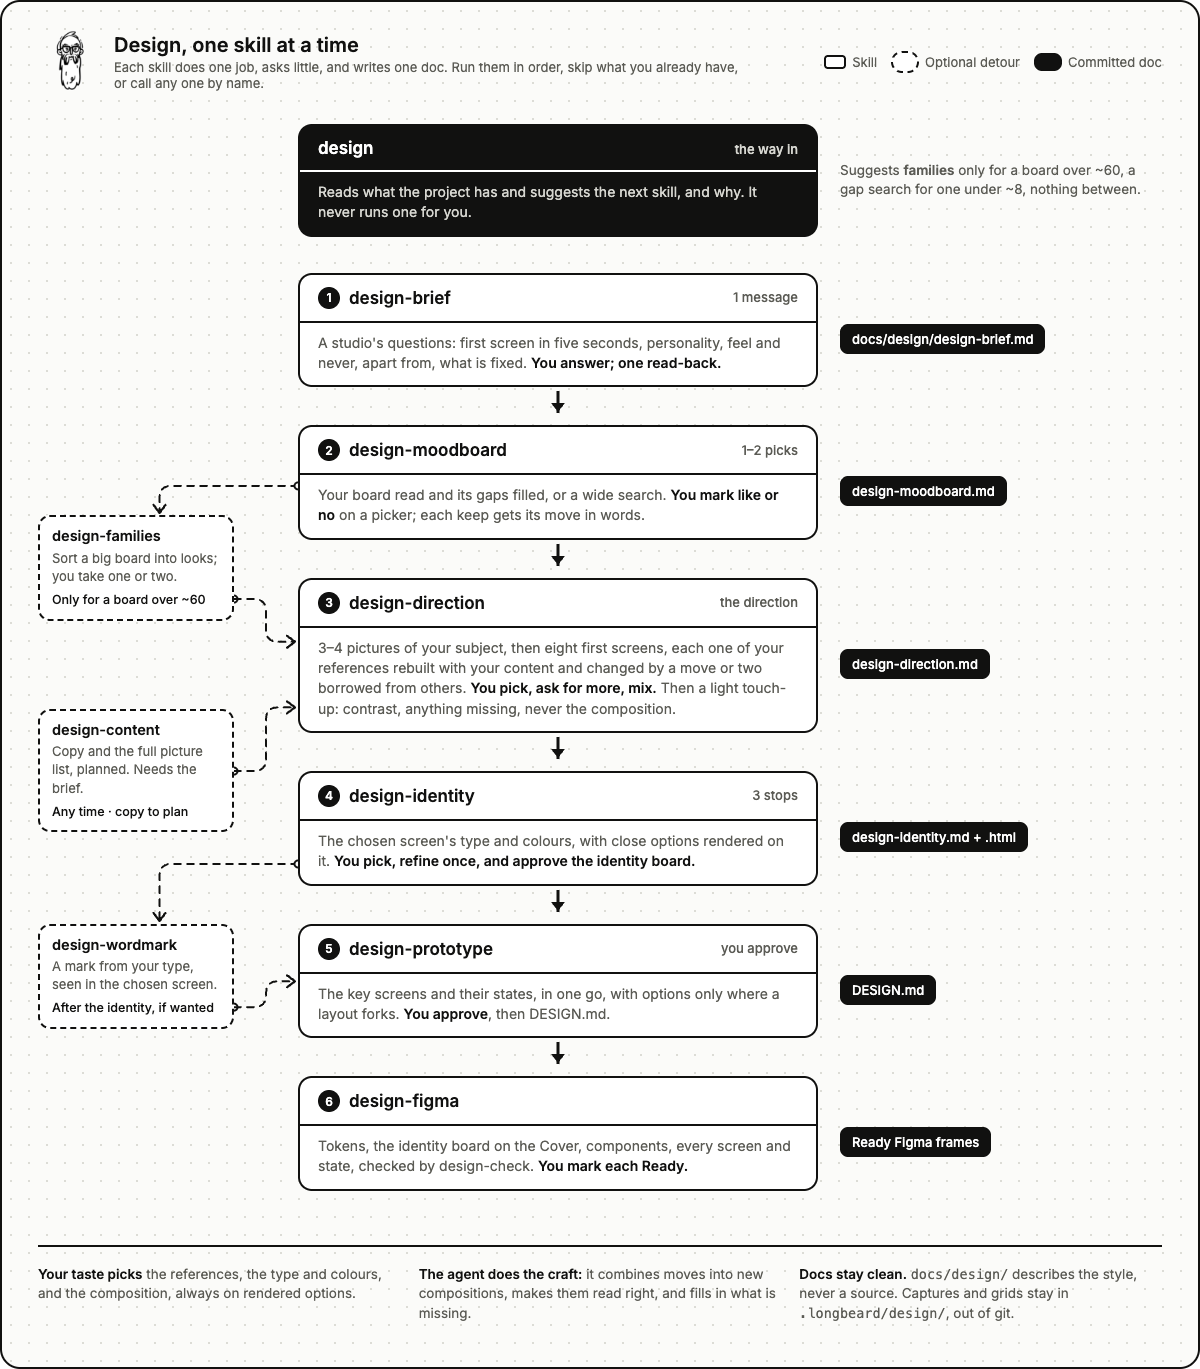 Design, one skill at a time
Each skill does one job, asks little, and writes one doc. Run them in order, skip what you already have,
or call any one by name.
Skill
Optional detour
Committed doc
design
the way in
Reads what the project has and suggests the next skill, and why. It
never runs one for you.
Suggests families only for a board over ~60, a
gap search for one under ~8, nothing between.
1 design-brief
1 message
A studio's questions: first screen in five seconds, personality, feel and
never, apart from, what is fixed. You answer; one read-back.
docs/design/design-brief.md
2 design-moodboard
1–2 picks
Your board read and its gaps filled, or a wide search. You mark like or
no on a picker; each keep gets its move in words.
design-moodboard.md
design-families
Sort a big board into looks;
you take one or two.
Only for a board over ~60
3 design-direction
the direction
3–4 pictures of your subject, then eight first screens, each one of your
references rebuilt with your content and changed by a move or two
borrowed from others. You pick, ask for more, mix. Then a light touch-
up: contrast, anything missing, never the composition.
design-direction.md
design-content
Copy and the full picture
list, planned. Needs the
brief.
Any time · copy to plan
4 design-identity
3 stops
The chosen screen's type and colours, with close options rendered on
it. You pick, refine once, and approve the identity board.
design-identity.md + .html
design-wordmark
A mark from your type,
seen in the chosen screen.
After the identity, if wanted
5 design-prototype
you approve
The key screens and their states, in one go, with options only where a
layout forks. You approve, then DESIGN.md.
DESIGN.md
6 design-figma
Tokens, the identity board on the Cover, components, every screen and
state, checked by design-check. You mark each Ready.
Ready Figma frames
Your taste picks the references, the type and colours,
and the composition, always on rendered options.
The agent does the craft: it combines moves into new
compositions, makes them read right, and fills in what is
missing.
Docs stay clean. docs/design/ describes the style,
never a source. Captures and grids stay in
.longbeard/design/, out of git.